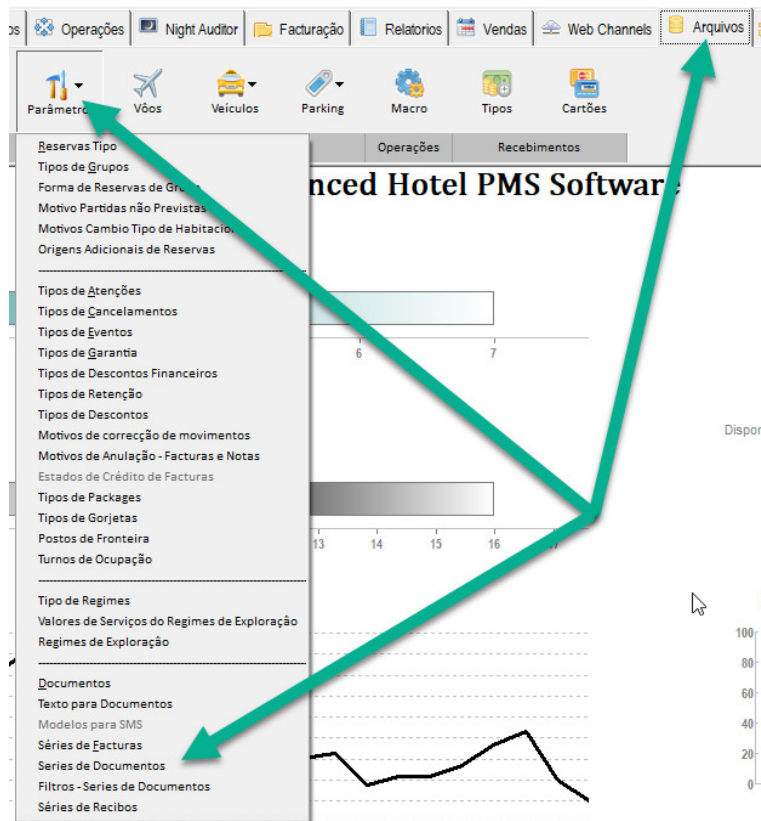 os Operações Night Auditor Facturação Relatorios Vendas Web Channels Arquivos
Parâmetro Vôos Veículos Parking Macro Tipos Cartões
Operações Recebimentos
nced Hotel PMS Software
Reservas Tipo
Tipos de Grupos
Forma de Reservas de
Motivo Partidas não Previstas
Motivos Cambio Tipo de Habitacion
Origens Adicionais de Reservas
Tipos de Atenções
Tipos de Cancelamentos
Tipos de Eventos
Tipos de Garantia
Tipos de Descontos Financeiros
Tipos de Retenção
Tipos de Descontos
Motivos de correcção de movimentos
Motivos de Anulação - Facturas e Notas
Estados de Crédito de Facturas
Tipos de Packages
Tipos de Gorjetas
Postos de Fronteira
Turnos de Ocupação
Tipo de Regimes
Valores de Serviços do Regimes de Exploração
Regimes de Exploração
Documentos
Texto para Documentos
Modelos para SMS
Séries de Facturas
Series de Documentos
Filtros - Series de Documentos
Séries de Recibos
6 7
Dispor
13 14 15 16 17
100
80
60
40
20
0